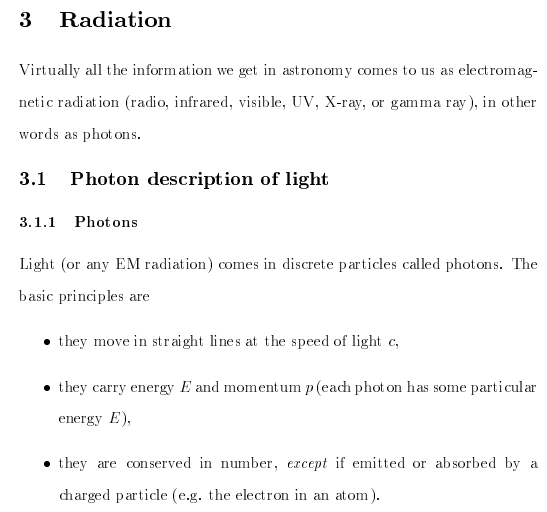 3 Radiation
Virtually all the information we get in astronomy comes to us as electromag-
netic radiation (radio, infrared, visible, UV, X-ray, or gamma ray), in other
words as photons.
3.1 Photon description of light
3.1.1 Photons
Light (or any EM radiation) comes in discrete particles called photons. The
basic principles are
• they move in straight lines at the speed of light c,
• they carry energy E and momentum p (each photon has some particular
energy E),
• they are conserved in number, except if emitted or absorbed by a
charged particle (e.g. the electron in an atom).